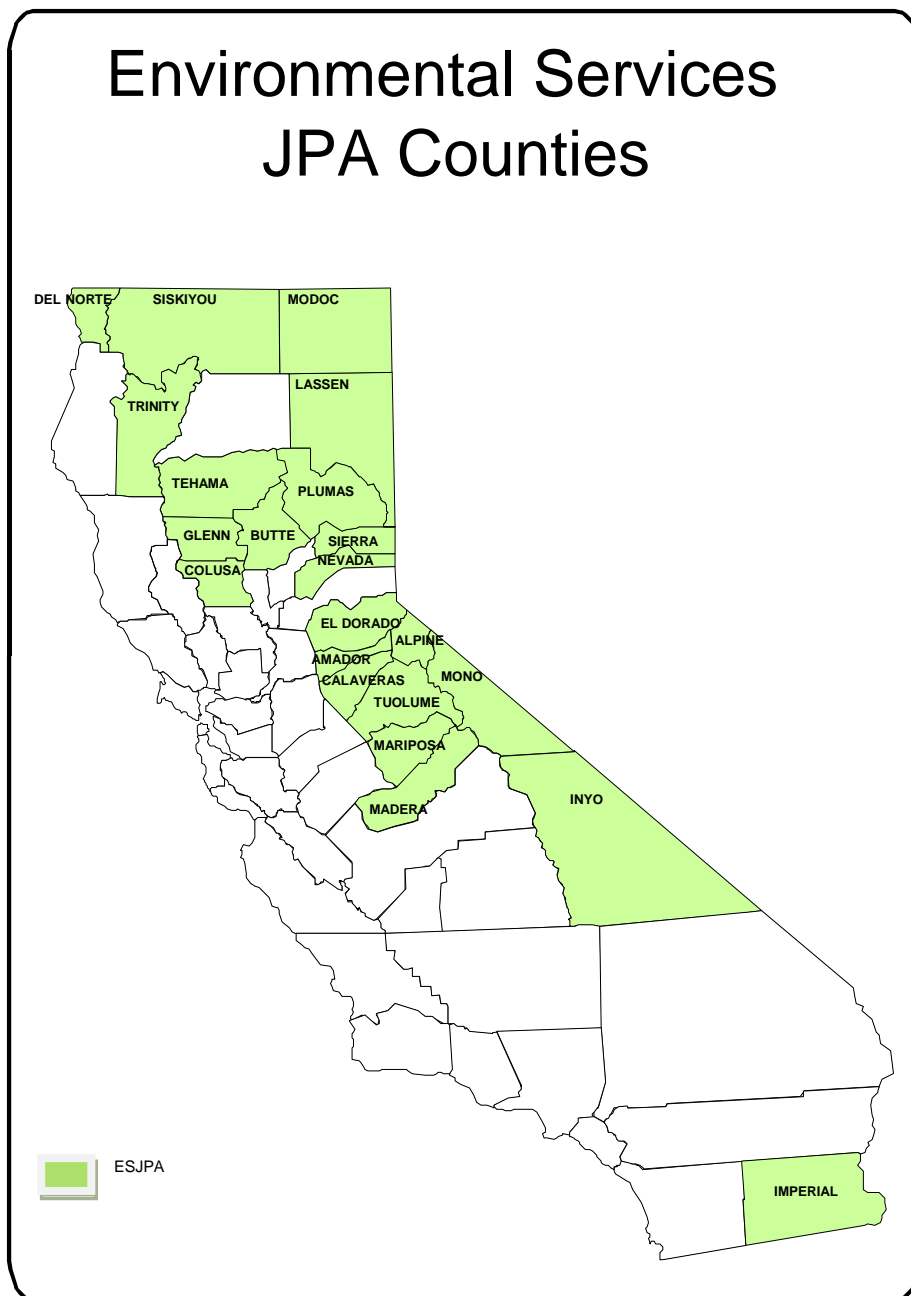 Environmental Services
JPA Counties
DEL NORTE
SISKIYOU
MODOC
LASSEN
TRINITY
TEHAMA
PLUMAS
GLENN
BUTTE
SIERRA
NEVADA
COLUSA
EL DORADO
ALPINE
AMADOR
CALAVERAS
MONO
TUOLUME
MARIPOSA
MADERA
INYO
ESJPA
IMPERIAL